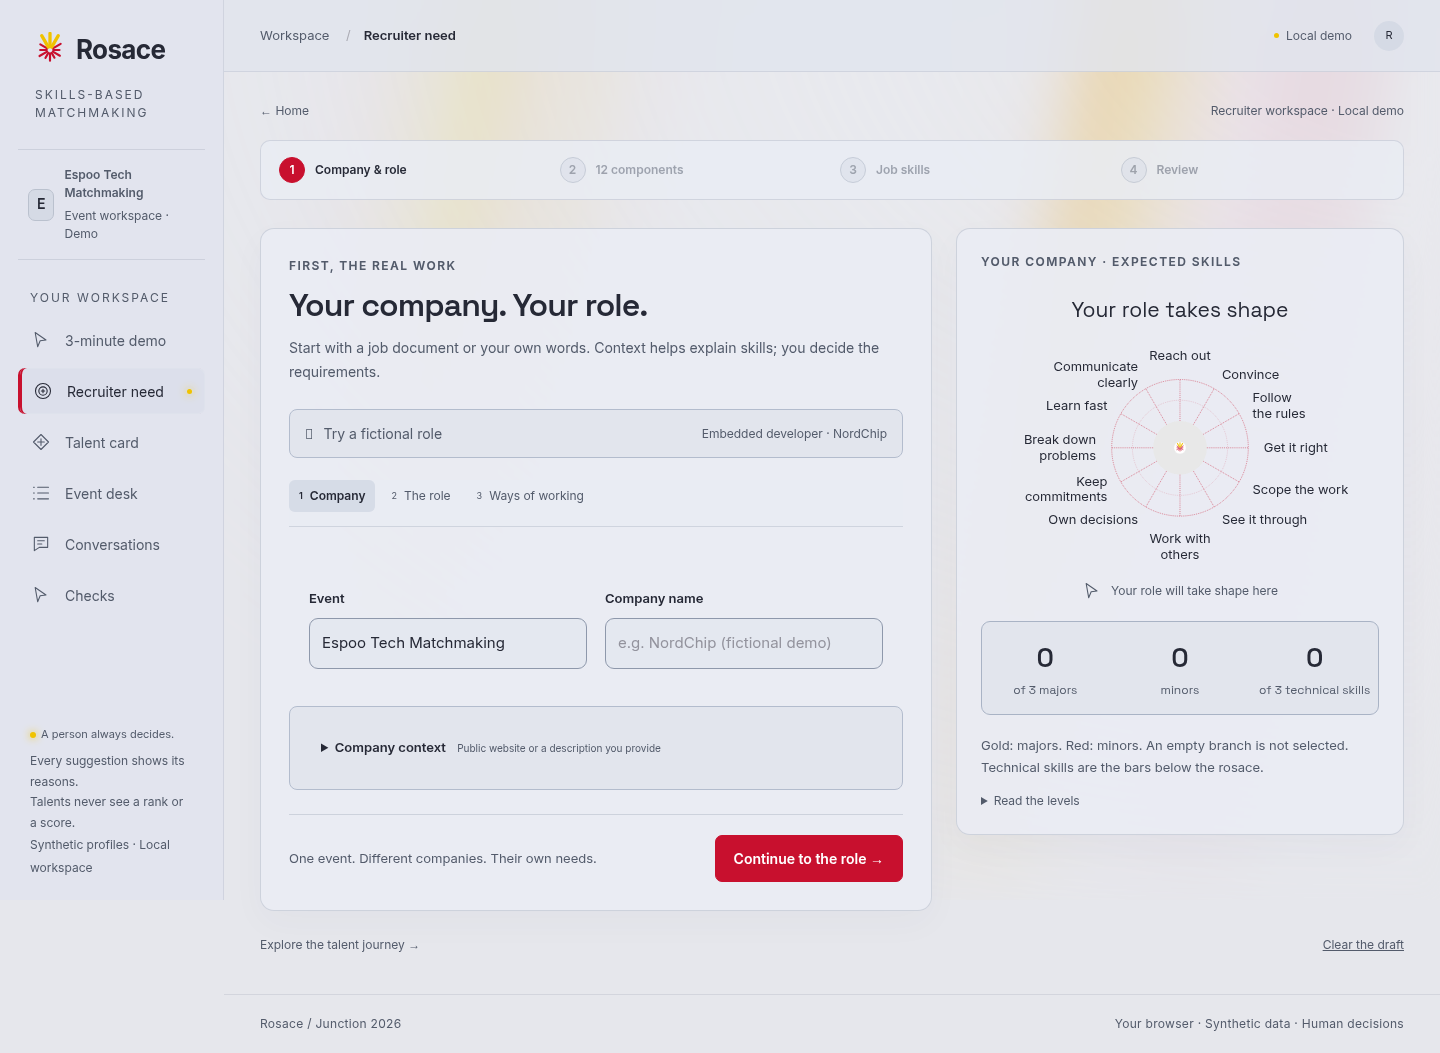 Rosace
SKILLS-BASED
MATCHMAKING
E
Espoo Tech
Matchmaking
Event workspace ·
Demo
YOUR WORKSPACE
3-minute demo
Recruiter need
Talent card
Event desk
Conversations
Checks
A person always decides.
Every suggestion shows its
reasons.
Talents never see a rank or
a score.
Synthetic profiles · Local
workspace
Workspace / Recruiter need
Local demo
R
← Home
Recruiter workspace · Local demo
1 Company & role
2 12 components
3 Job skills
4 Review
FIRST, THE REAL WORK
Your company. Your role.
Start with a job document or your own words. Context helps explain skills; you decide the
requirements.
Try a fictional role
Embedded developer · NordChip
1 Company
2 The role
3 Ways of working
Event
Espoo Tech Matchmaking
Company name
e.g. NordChip (fictional demo)
▶ Company context Public website or a description you provide
One event. Different companies. Their own needs.
Continue to the role →
YOUR COMPANY · EXPECTED SKILLS
Your role takes shape
Reach out
Convince
Follow
the rules
Get it right
Scope the work
See it through
Work with
others
Own decisions
Keep
commitments
Break down
problems
Learn fast
Communicate
clearly
Your role will take shape here
0
of 3 majors
0
minors
0
of 3 technical skills
Gold: majors. Red: minors. An empty branch is not selected.
Technical skills are the bars below the rosace.
▶ Read the levels
Explore the talent journey →
Clear the draft
Rosace / Junction 2026
Your browser · Synthetic data · Human decisions